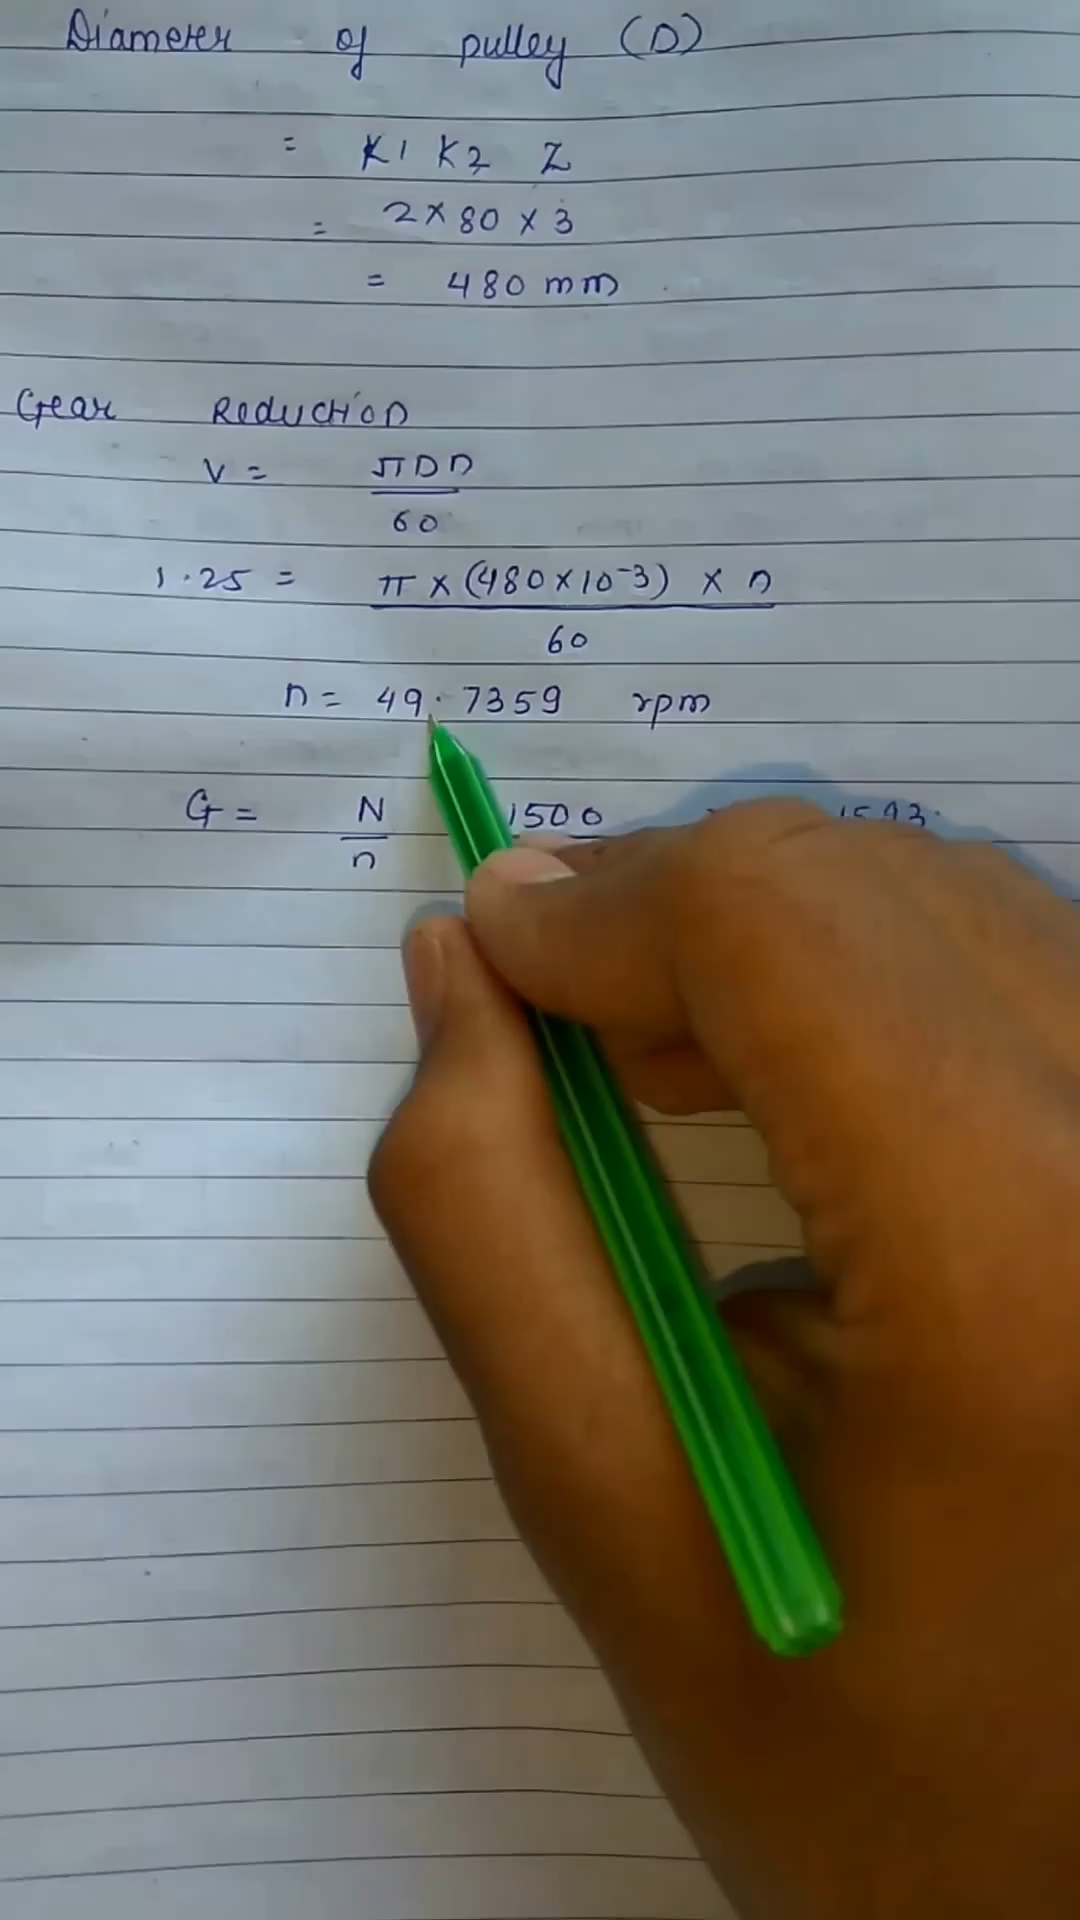 Diameter of pulley (D)
= K1 K2 Z
= 2 × 80 × 3
= 480 mm
Gear Reduction
V = πDn
60
1.25 = π × (480×10⁻³) × n
60
n = 49.7359 rpm
G = N 1500
n